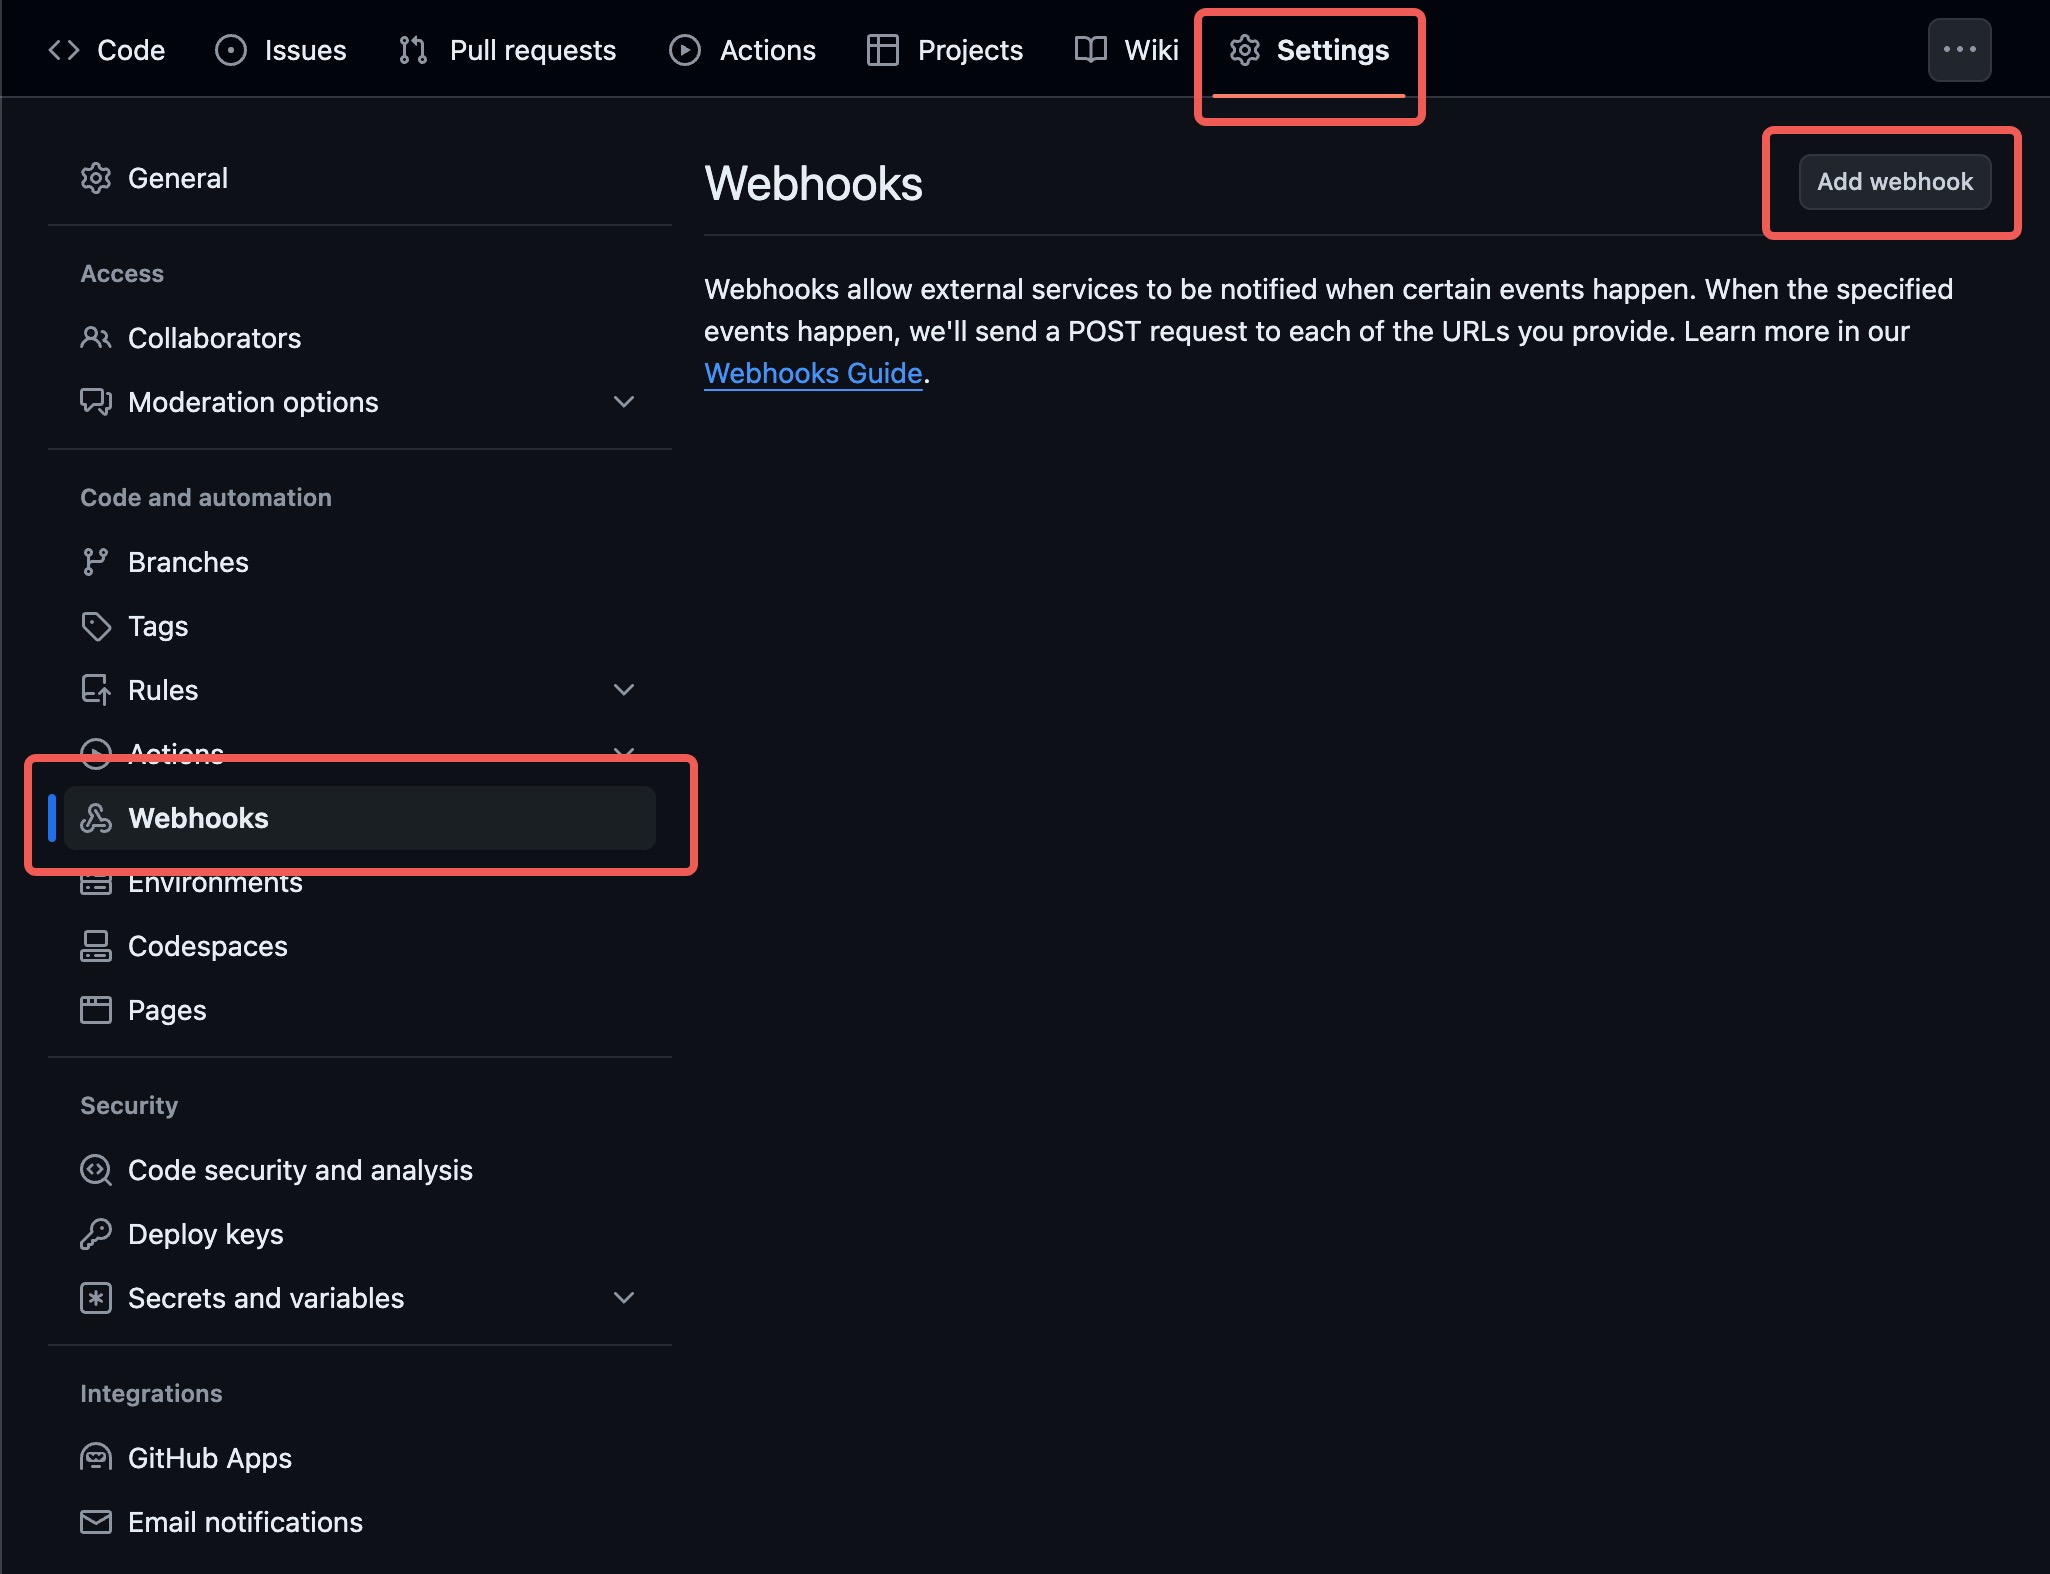 Code Issues Pull requests Actions Projects Wiki Settings
General
Access
Collaborators
Moderation options
Code and automation
Branches
Tags
Rules
Actions
Webhooks
Environments
Codespaces
Pages
Security
Code security and analysis
Deploy keys
Secrets and variables
Integrations
GitHub Apps
Email notifications
Webhooks
Add webhook
Webhooks allow external services to be notified when certain events happen. When the specified
events happen, we'll send a POST request to each of the URLs you provide. Learn more in our
Webhooks Guide.